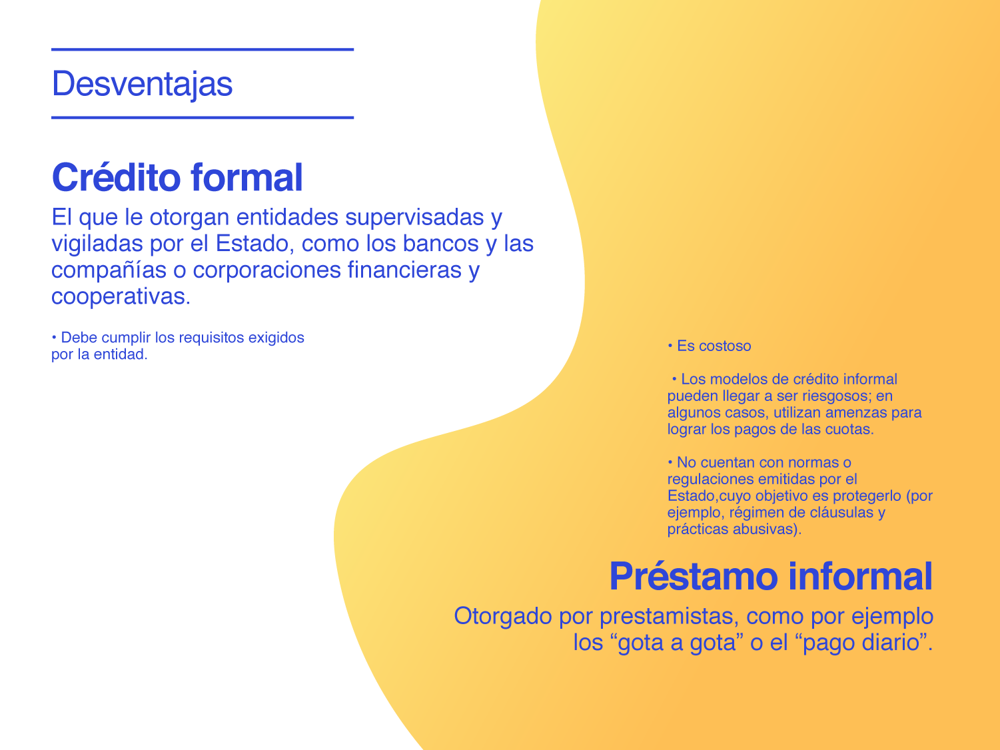 Desventajas
Crédito formal
El que le otorgan entidades supervisadas y
vigiladas por el Estado, como los bancos y las
compañías o corporaciones financieras y
cooperativas.
• Debe cumplir los requisitos exigidos
por la entidad.
• Es costoso
• Los modelos de crédito informal
pueden llegar a ser riesgosos; en
algunos casos, utilizan amenzas para
lograr los pagos de las cuotas.
• No cuentan con normas o
regulaciones emitidas por el
Estado,cuyo objetivo es protegerlo (por
ejemplo, régimen de cláusulas y
prácticas abusivas).
Préstamo informal
Otorgado por prestamistas, como por ejemplo
los “gota a gota” o el “pago diario”.